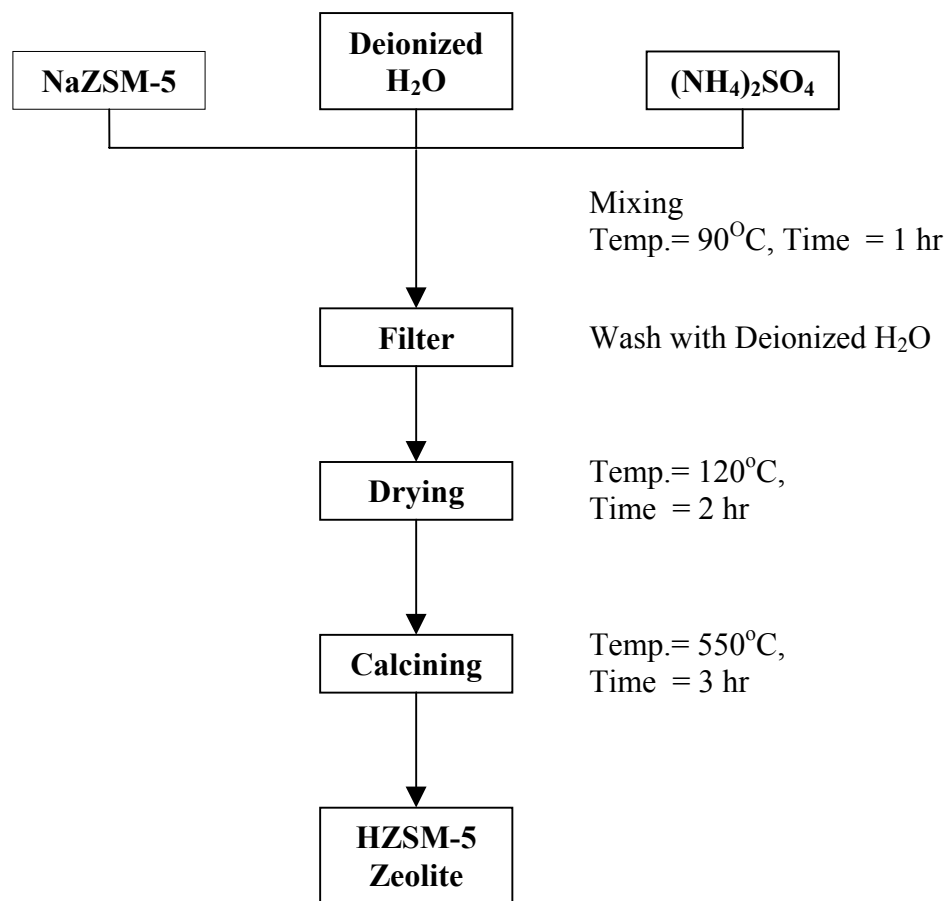 NaZSM-5
Deionized
H₂O
(NH₄)₂SO₄
Mixing
Temp.= 90ᴼC, Time  = 1 hr
Filter
Wash with Deionized H₂O
Drying
Temp.= 120ᵒC,
Time  = 2 hr
Calcining
Temp.= 550ᵒC,
Time  = 3 hr
HZSM-5
Zeolite